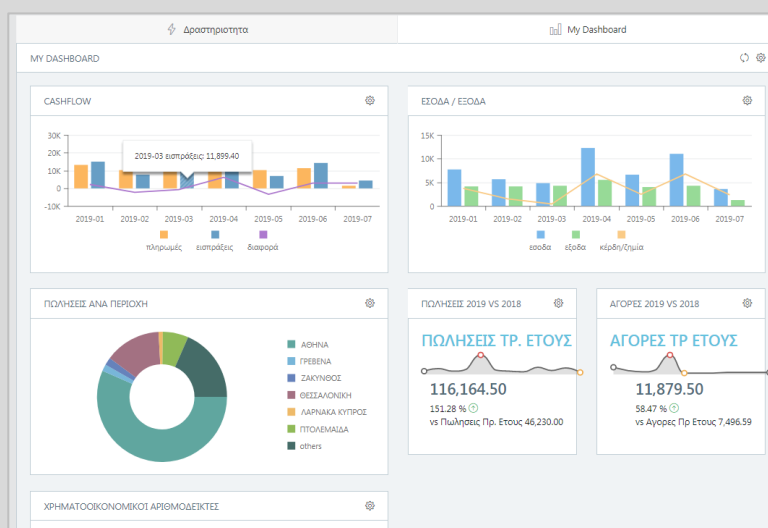 Δραστηριοτητα
My Dashboard
MY DASHBOARD
CASHFLOW
30K
20K
10K
0
-10K
2019-03 εισπράξεις: 11,899.40
2019-01 2019-02 2019-03 2019-04 2019-05 2019-06 2019-07
πληρωμές εισπράξεις διαφορά
ΕΣΟΔΑ / ΕΞΟΔΑ
15K
10K
5K
0
2019-01 2019-02 2019-03 2019-04 2019-05 2019-06 2019-07
εσοδα εξοδα κέρδη/ζημία
ΠΩΛΗΣΕΙΣ ΑΝΑ ΠΕΡΙΟΧΗ
ΑΘΗΝΑ
ΓΡΕΒΕΝΑ
ΖΑΚΥΝΘΟΣ
ΘΕΣΣΑΛΟΝΙΚΗ
ΛΑΡΝΑΚΑ ΚΥΠΡΟΣ
ΠΤΟΛΕΜΑΙΔΑ
others
ΠΩΛΉΣΕΙΣ 2019 VS 2018
ΠΩΛΗΣΕΙΣ ΤΡ. ΕΤΟΥΣ
116,164.50
151.28 %
vs Πωλησεις Πρ. Ετους 46,230.00
ΑΓΟΡΈΣ 2019 VS 2018
ΑΓΟΡΕΣ ΤΡ ΕΤΟΥΣ
11,879.50
58.47 %
vs Αγορες Πρ Ετους 7,496.59
ΧΡΗΜΑΤΟΟΙΚΟΝΟΜΙΚΟΊ ΑΡΙΘΜΟΔΕΊΚΤΕΣ